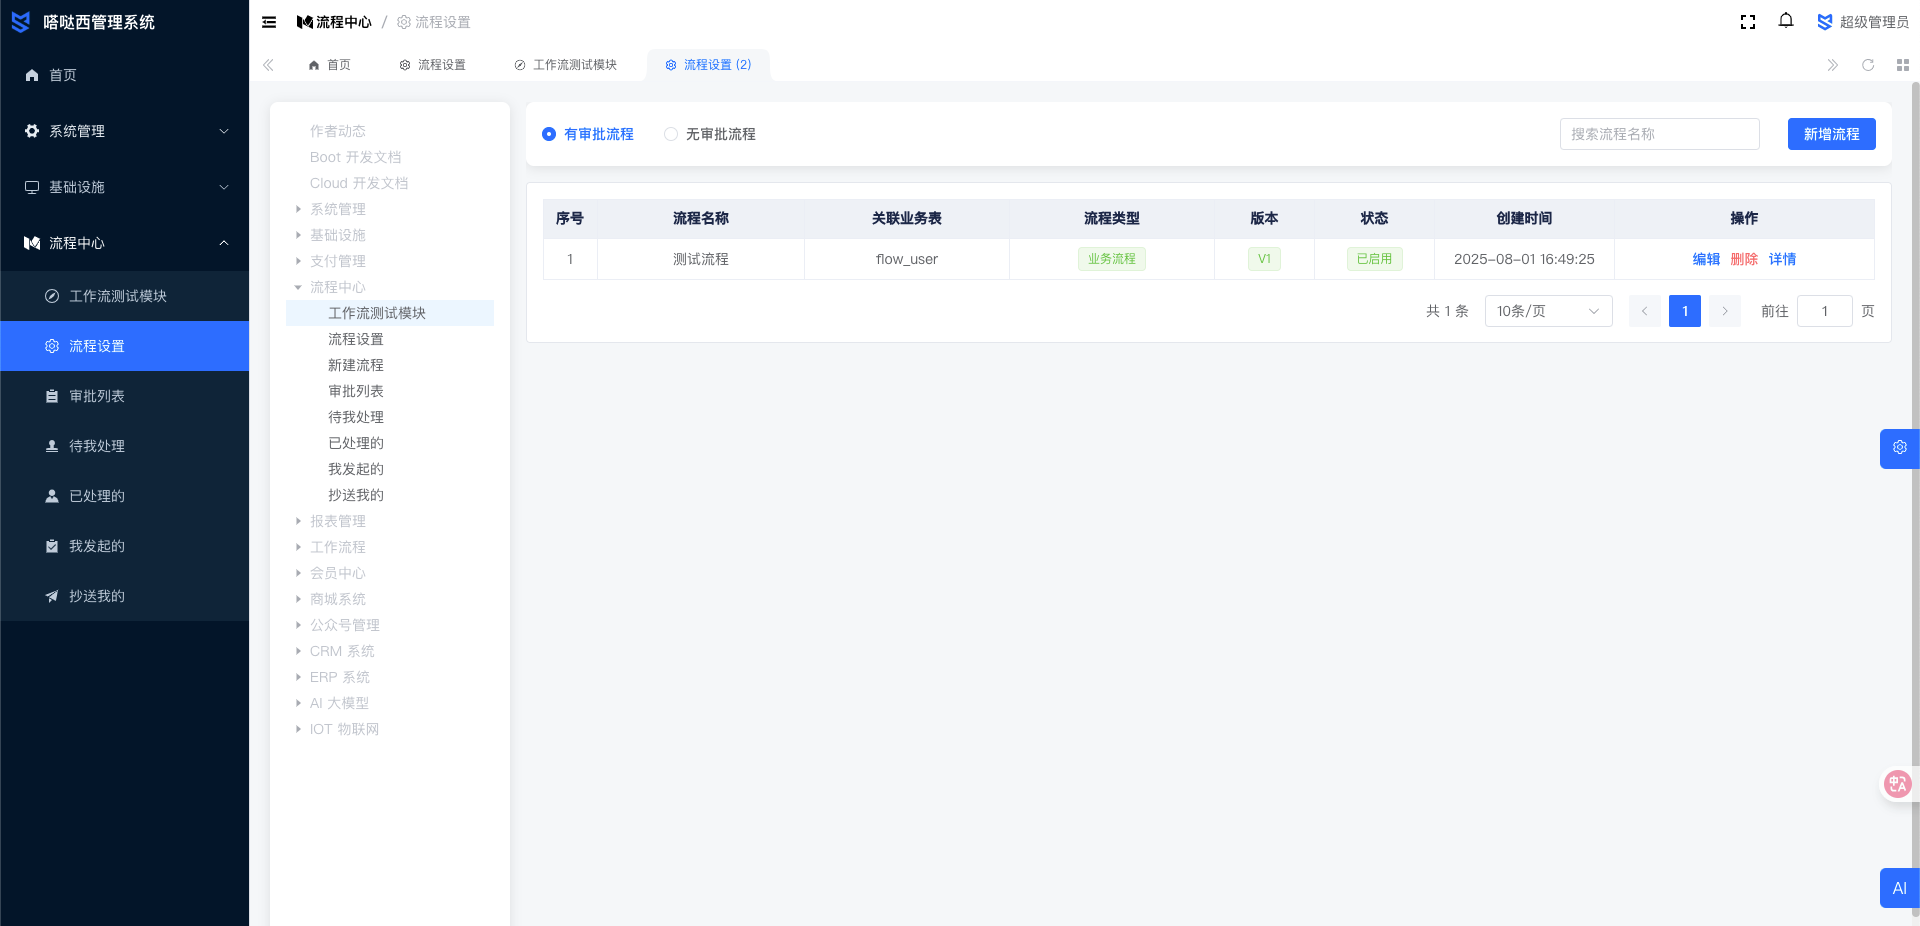 嗒哒西管理系统
首页
系统管理
基础设施
流程中心
工作流测试模块
流程设置
审批列表
待我处理
已处理的
我发起的
抄送我的
流程中心 / 流程设置
超级管理员
首页
流程设置
工作流测试模块
流程设置 (2)
作者动态
Boot 开发文档
Cloud 开发文档
系统管理
基础设施
支付管理
流程中心
工作流测试模块
流程设置
新建流程
审批列表
待我处理
已处理的
我发起的
抄送我的
报表管理
工作流程
会员中心
商城系统
公众号管理
CRM 系统
ERP 系统
AI 大模型
IOT 物联网
有审批流程 无审批流程 搜索流程名称 新增流程
序号 流程名称 关联业务表 流程类型 版本 状态 创建时间 操作
1 测试流程 flow_user 业务流程 V1 已启用 2025-08-01 16:49:25 编辑 删除 详情
共 1 条 10条/页 1 前往 1 页
中A
AI